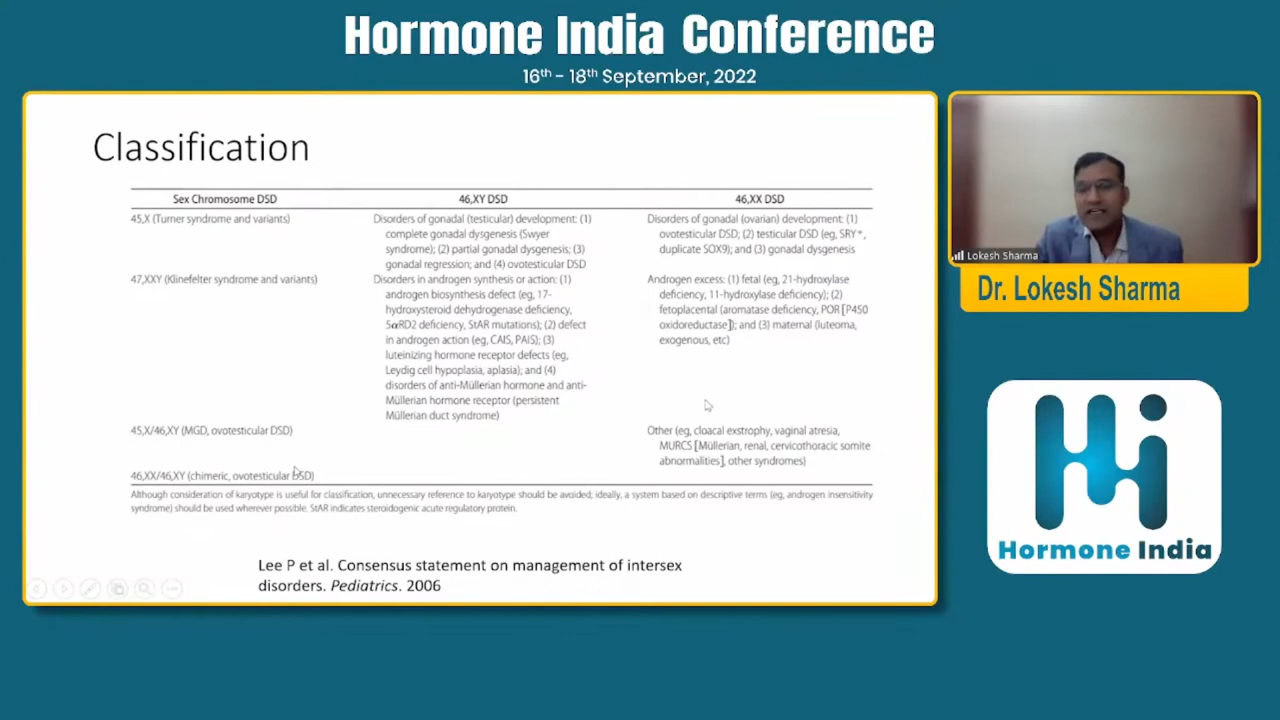 Hormone India Conference
16th - 18th September, 2022
Classification
Sex Chromosome DSD
46,XY DSD
46,XX DSD
45,X (Turner syndrome and variants)
Disorders of gonadal (testicular) development: (1)
complete gonadal dysgenesis (Swyer
syndrome); (2) partial gonadal dysgenesis; (3)
gonadal regression; and (4) ovotesticular DSD
Disorders of gonadal (ovarian) development: (1)
ovotesticular DSD; (2) testicular DSD (eg, SRY+,
duplicate SOX9); and (3) gonadal dysgenesis
47,XXY (Klinefelter syndrome and variants)
Disorders in androgen synthesis or action: (1)
androgen biosynthesis defect (eg, 17-
hydroxysteroid dehydrogenase deficiency,
5αRD2 deficiency, StAR mutations); (2) defect
in androgen action (eg, CAIS, PAIS); (3)
luteinizing hormone receptor defects (eg,
Leydig cell hypoplasia, aplasia); and (4)
disorders of anti-Müllerian hormone and anti-
Müllerian hormone receptor (persistent
Müllerian duct syndrome)
Androgen excess: (1) fetal (eg, 21-hydroxylase
deficiency, 11-hydroxylase deficiency); (2)
fetoplacental (aromatase deficiency, POR [P450
oxidoreductase]); and (3) maternal (luteoma,
exogenous, etc)
45,X/46,XY (MGD, ovotesticular DSD)
Other (eg, cloacal exstrophy, vaginal atresia,
MURCS [Müllerian, renal, cervicothoracic somite
abnormalities], other syndromes)
46,XX/46,XY (chimeric, ovotesticular DSD)
Although consideration of karyotype is useful for classification, unnecessary reference to karyotype should be avoided; ideally, a system based on descriptive terms (eg, androgen insensitivity
syndrome) should be used wherever possible. StAR indicates steroidogenic acute regulatory protein.
Lee P et al. Consensus statement on management of intersex
disorders. Pediatrics. 2006
Lokesh Sharma
Dr. Lokesh Sharma
Hormone India